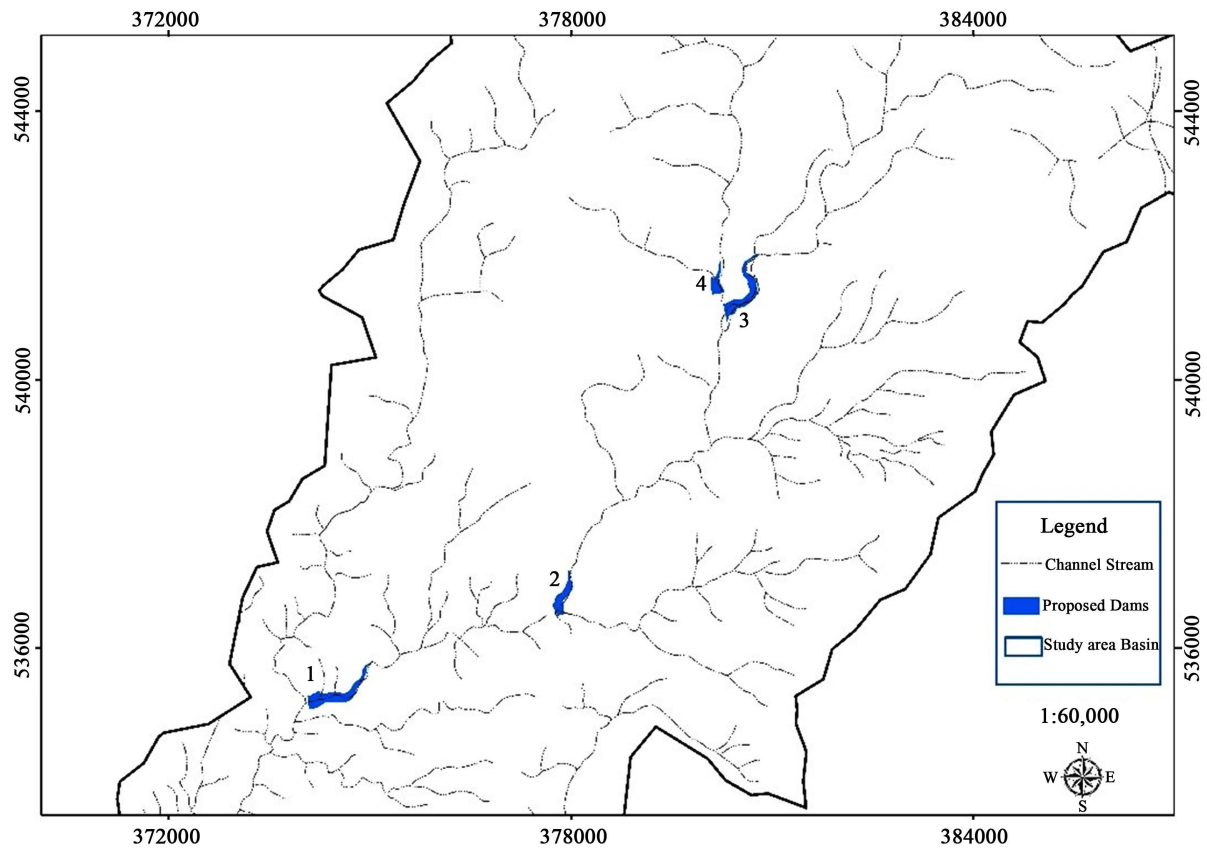 372000
378000
384000
544000
544000
4
3
540000
540000
Legend
Channel Stream
2
Proposed Dams
Study area Basin
536000
536000
1
1:60,000
N
W
E
S
372000
378000
384000